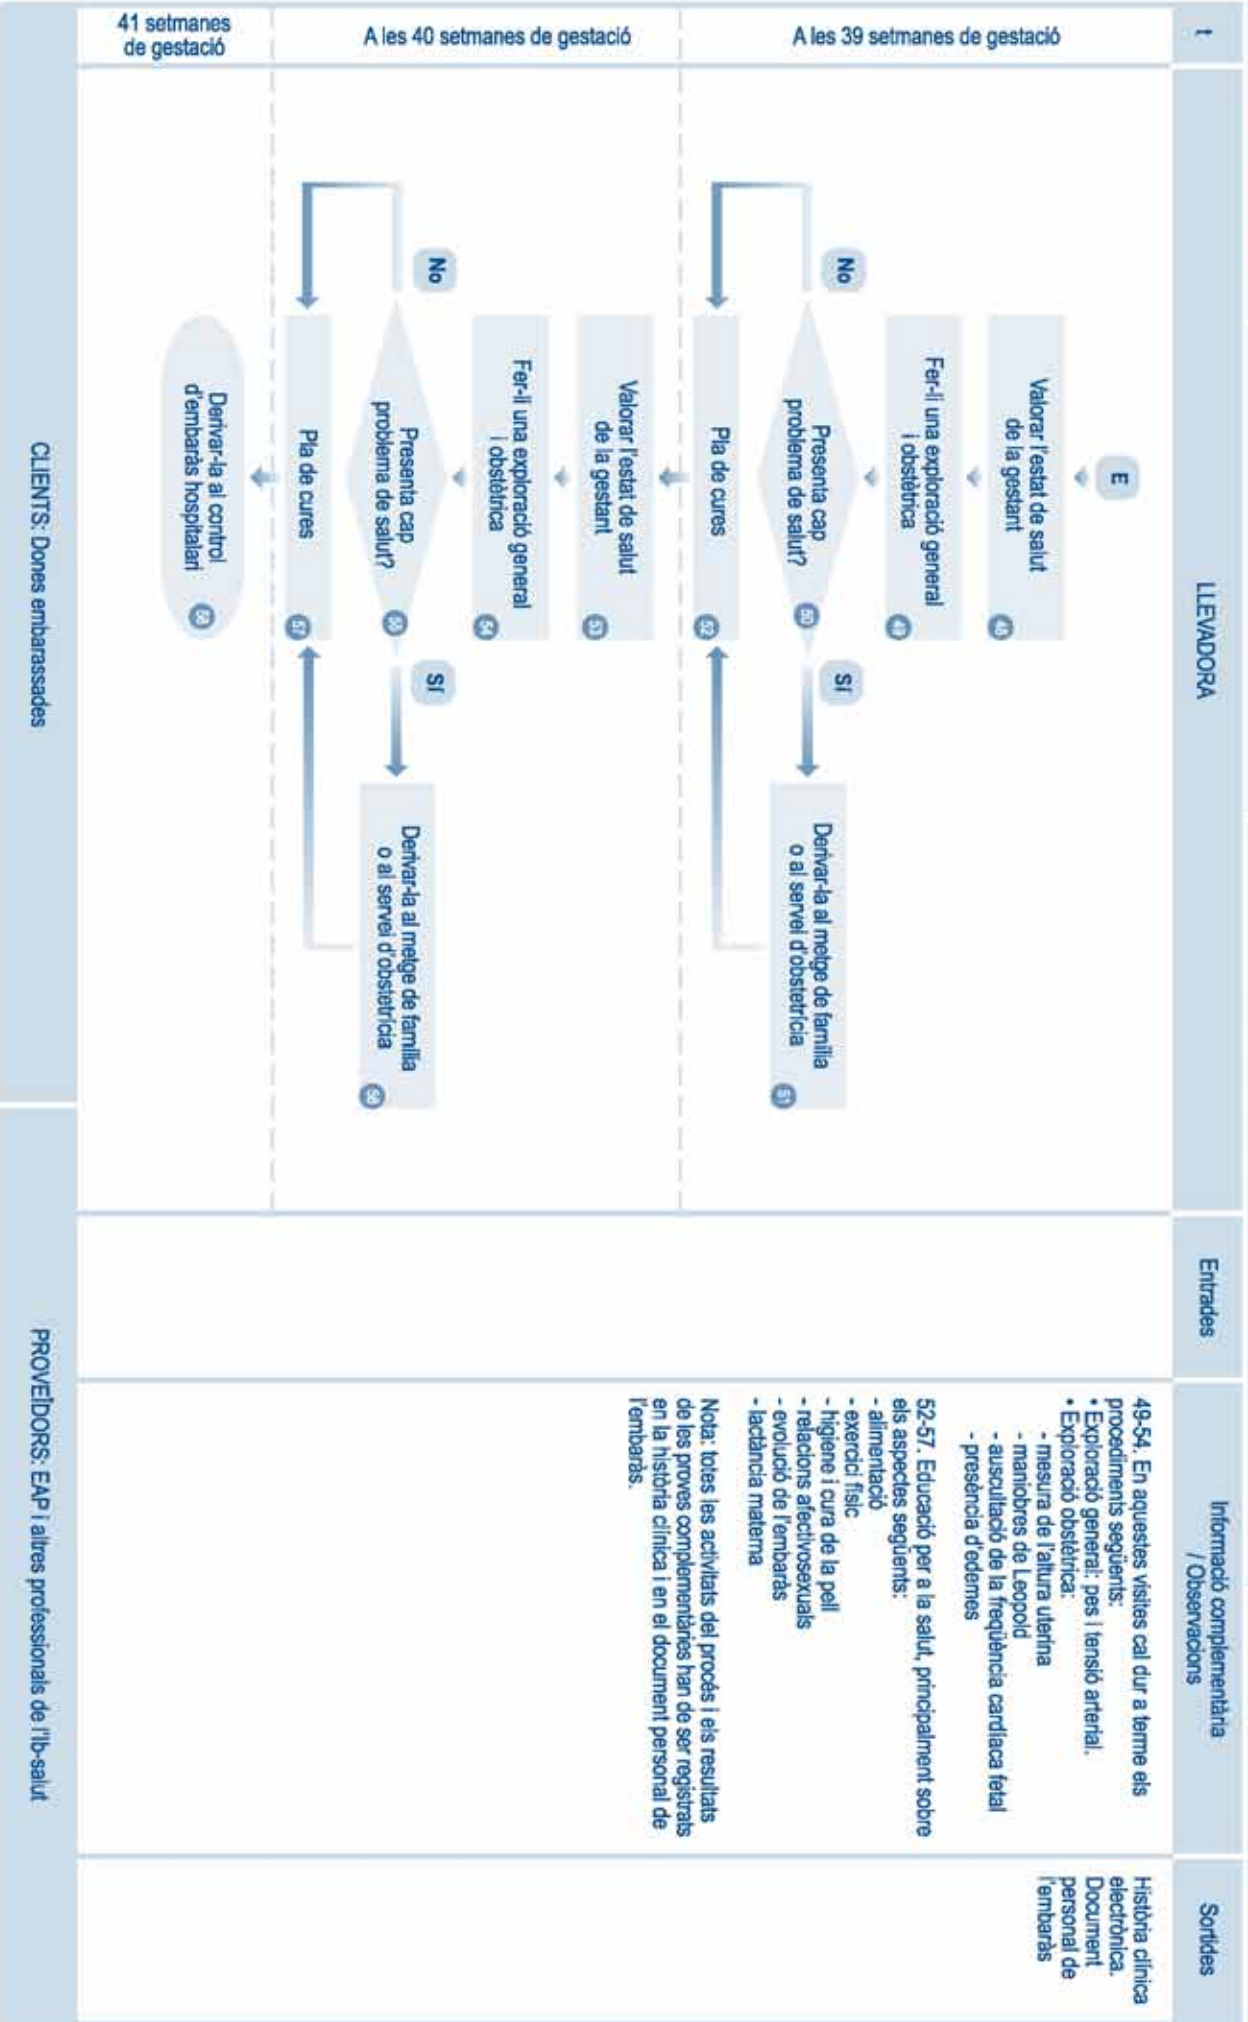 t
LLEVADORA
Entrades
Informació complementària
/ Observacions
Sortides
A les 39 setmanes de gestació
E
Valorar l'estat de salut
de la gestant
48
Fer-li una exploració general
i obstètrica
49
Presenta cap
problema de salut?
50
No
Sí
Derivar-la al metge de família
o al servei d'obstetrícia
51
Pla de cures
52
A les 40 setmanes de gestació
Valorar l'estat de salut
de la gestant
53
Fer-li una exploració general
i obstètrica
54
Presenta cap
problema de salut?
55
No
Sí
Derivar-la al metge de família
o al servei d'obstetrícia
56
Pla de cures
57
41 setmanes
de gestació
Derivar-la al control
d'embaràs hospitalari
58
49-54. En aquestes visites cal dur a terme els
procediments següents:
• Exploració general: pes i tensió arterial.
• Exploració obstètrica:
- mesura de l'altura uterina
- maniobres de Leopold
- auscultació de la freqüència cardíaca fetal
- presència d'edemes
52-57. Educació per a la salut, principalment sobre
els aspectes següents:
- alimentació
- exercici físic
- higiene i cura de la pell
- relacions afectivosexuals
- evolució de l'embaràs
- lactància materna
Nota: totes les activitats del procés i els resultats
de les proves complementàries han de ser registrats
en la història clínica i en el document personal de
l'embaràs.
Història clínica
electrònica.
Document
personal de
l'embaràs
CLIENTS: Dones embarassades
PROVEÏDORS: EAP i altres professionals de l'Ib-salut